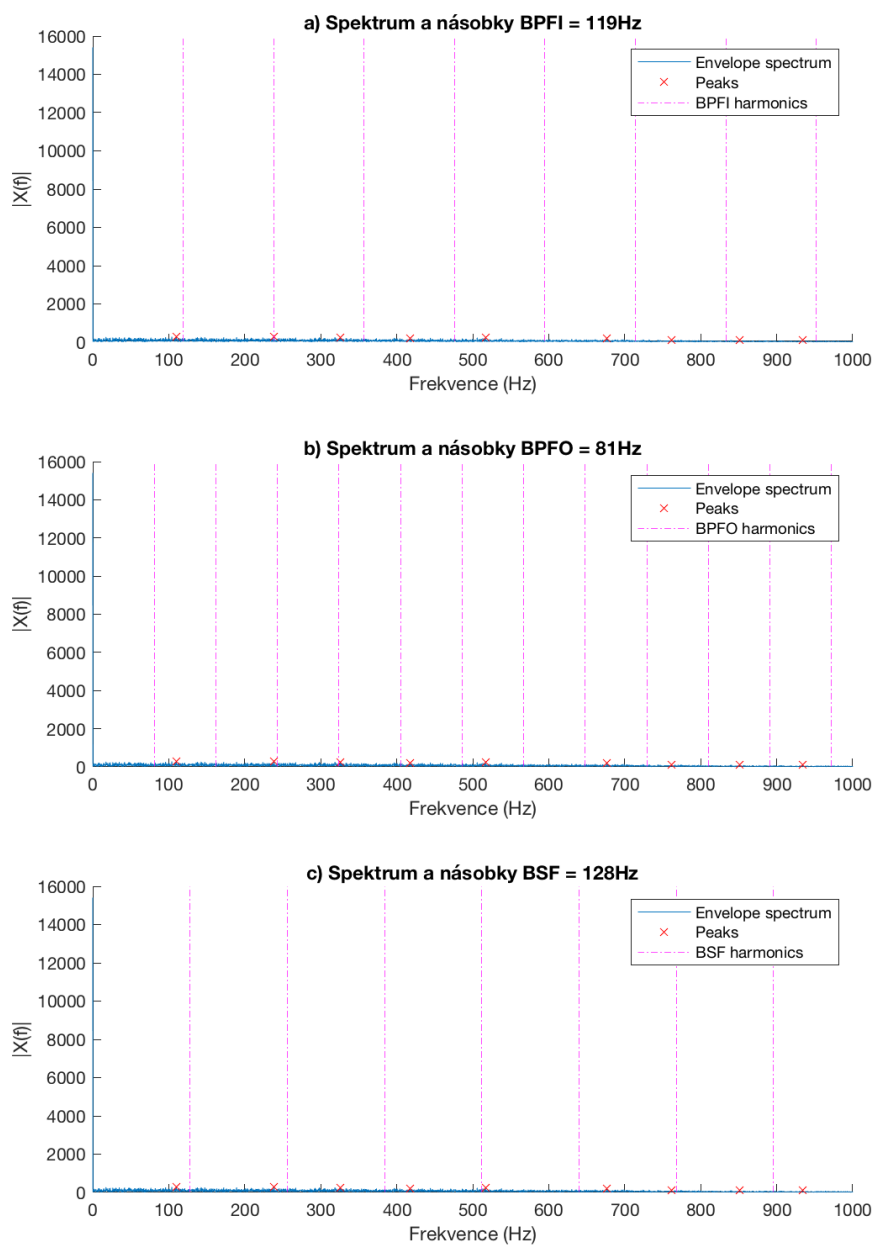 a) Spektrum a násobky BPFI = 119Hz
16000
14000
12000
10000
8000
6000
4000
2000
0
|X(f)|
Envelope spectrum
Peaks
BPFI harmonics
0 100 200 300 400 500 600 700 800 900 1000
Frekvence (Hz)
b) Spektrum a násobky BPFO = 81Hz
16000
14000
12000
10000
8000
6000
4000
2000
0
|X(f)|
Envelope spectrum
Peaks
BPFO harmonics
0 100 200 300 400 500 600 700 800 900 1000
Frekvence (Hz)
c) Spektrum a násobky BSF = 128Hz
16000
14000
12000
10000
8000
6000
4000
2000
0
|X(f)|
Envelope spectrum
Peaks
BSF harmonics
0 100 200 300 400 500 600 700 800 900 1000
Frekvence (Hz)